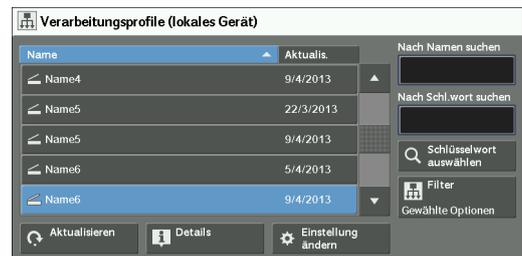 Verarbeitungsprofile (lokales Gerät)
Name Aktualis.
Name4 9/4/2013
Name5 22/3/2013
Name5 9/4/2013
Name6 5/4/2013
Name6 9/4/2013
Aktualisieren
Details
Einstellung
ändern
Nach Namen suchen
Nach Schl.wort suchen
Schlüsselwort
auswählen
Filter
Gewählte Optionen